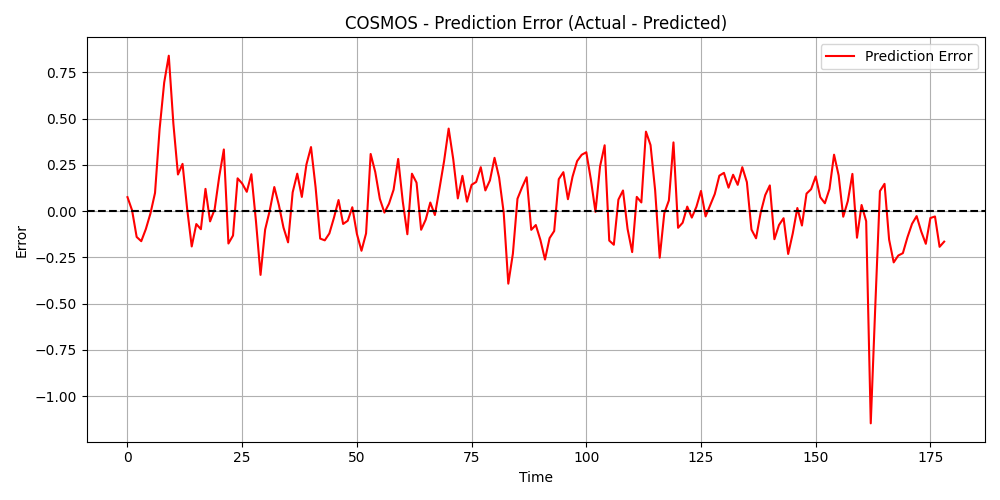 COSMOS - Prediction Error (Actual - Predicted)
Prediction Error
0.75
0.50
0.25
0.00
−0.25
−0.50
−0.75
−1.00
Error
0 25 50 75 100 125 150 175
Time